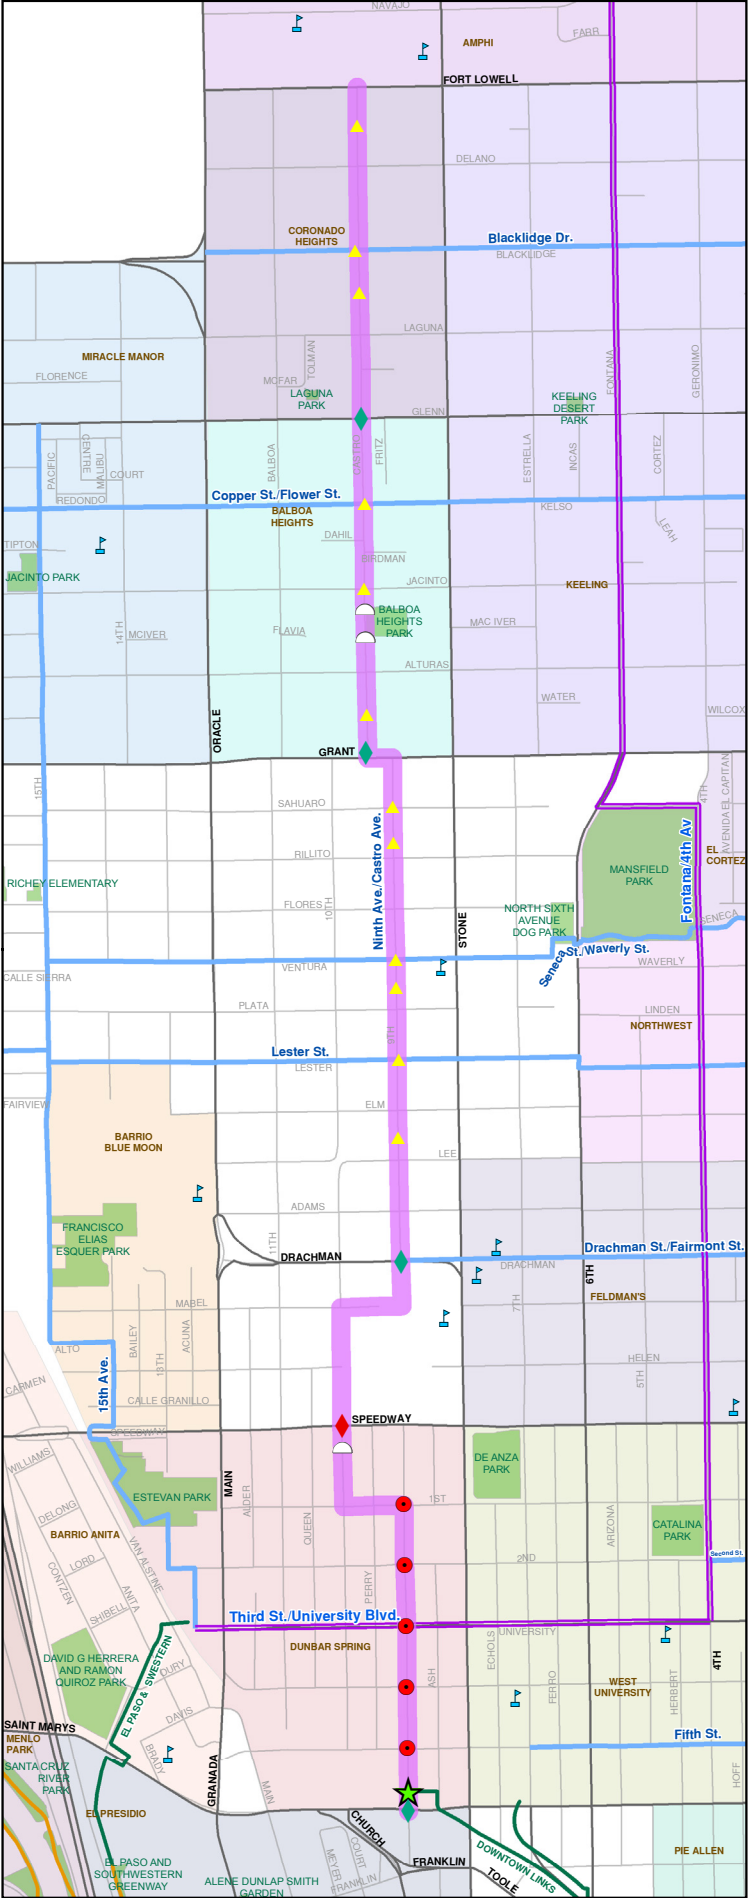 NAVAJO
FARR
AMPHI
FORT LOWELL
DELANO
CORONADO
HEIGHTS
Blacklidge Dr.
BLACKLIDGE
LAGUNA
TOLMAN
MIRACLE MANOR
FLORENCE
MCFAR
LAGUNA
PARK
FONTANA
GERONIMO
KEELING
DESERT
PARK
GLENN
PACIFIC
CENTRE
MALIBU
COURT
REDONDO
BALBOA
CASTRO
FRITZ
ESTRELLA
INCAS
CORTEZ
Copper St./Flower St.
BALBOA
HEIGHTS
KELSO
LEAH
DAHIL
TIPTON
BIRDMAN
JACINTO PARK
JACINTO
KEELING
BALBOA
HEIGHTS
PARK
14TH
MCIVER
FLAVIA
MAC IVER
ALTURAS
WATER
WILCOX
ORACLE
GRANT
15TH
4TH
AVENIDA EL CAPITAN
SAHUARO
Ninth Ave./Castro Ave.
Fontana/4th Av
RILLITO
EL
CORTEZ
MANSFIELD
PARK
RICHEY ELEMENTARY
FLORES
10TH
NORTH SIXTH
AVENUE
DOG PARK
STONE
SENECA
Seneca St./Waverly St.
WAVERLY
VENTURA
CALLE SIERRA
PLATA
LINDEN
NORTHWEST
9TH
Lester St.
LESTER
FAIRVIEW
ELM
BARRIO
BLUE MOON
LEE
ADAMS
FRANCISCO
ELIAS
ESQUER PARK
11TH
DRACHMAN
Drachman St./Fairmont St.
DRACHMAN
6TH
7TH
FELDMAN'S
MABEL
BAILEY
ACUNA
13TH
ALTO
HELEN
5TH
CARMEN
15th Ave.
CALLE GRANILLO
SPEEDWAY
SPEEDWAY
WILLIAMS
DE ANZA
PARK
MAIN
ALDER
ESTEVAN PARK
1ST
DELONG
QUEEN
ARIZONA
CATALINA
PARK
BARRIO ANITA
VAN ALSTINE
2ND
Second St.
LORD
CONTZEN
ANITA
PERRY
SHIBELL
Third St./University Blvd.
UNIVERSITY
DUNBAR SPRING
ECHOLS
4TH
DAVID G HERRERA
AND RAMON
QUIROZ PARK
EL PASO & SWESTERN
DURY
ASH
FERRO
WEST
UNIVERSITY
HERBERT
DAVIS
SAINT MARYS
MENLO
PARK
BRADY
Fifth St.
SANTA CRUZ
RIVER
PARK
GRANADA
MAIN
HOFF
EL PRESIDIO
CHURCH
COURT
MEYER
DOWNTOWN LINKS
PIE ALLEN
FRANKLIN
EL PASO AND
SOUTHWESTERN
GREENWAY
ALENE DUNLAP SMITH
GARDEN
FRANKLIN
TOOLE